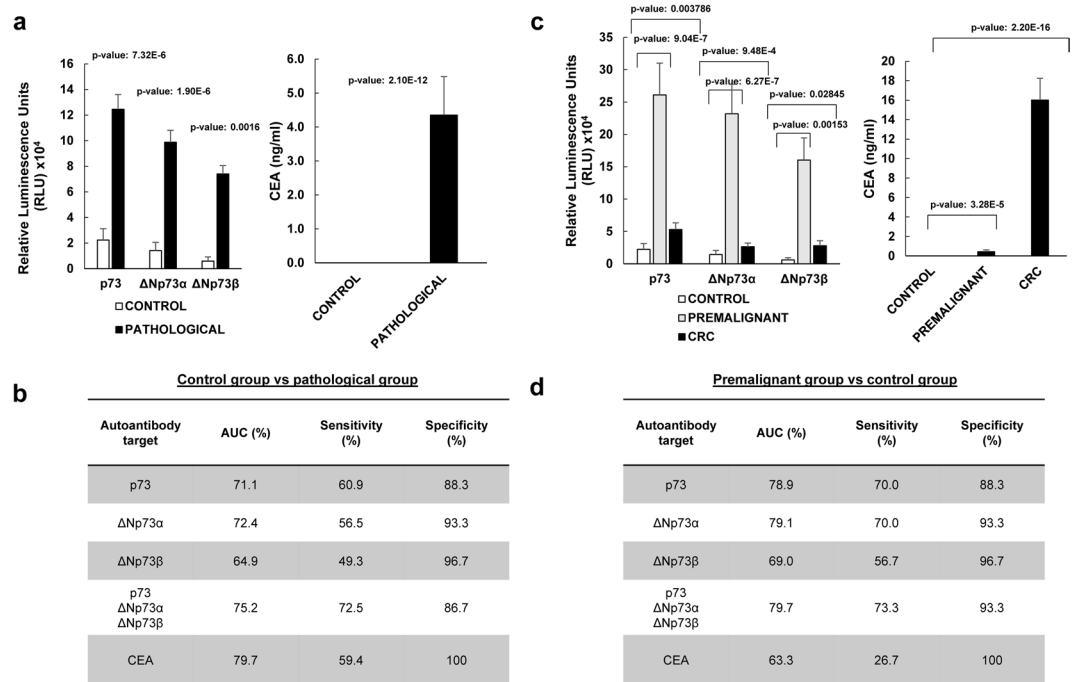 a
p-value: 7.32E-6
p-value: 1.90E-6
p-value: 0.0016
Relative Luminescence Units
(RLU) x10⁴
16
14
12
10
8
6
4
2
0
p73 ΔNp73α ΔNp73β
CONTROL
PATHOLOGICAL
p-value: 2.10E-12
CEA (ng/ml)
6.0
5.0
4.0
3.0
2.0
1.0
0.0
CONTROL
PATHOLOGICAL
c
p-value: 0.003786
p-value: 9.04E-7
p-value: 9.48E-4
p-value: 6.27E-7
p-value: 0.02845
p-value: 0.00153
Relative Luminescence Units
(RLU) x10⁴
35
30
25
20
15
10
5
0
p73 ΔNp73α ΔNp73β
CONTROL
PREMALIGNANT
CRC
p-value: 2.20E-16
p-value: 3.28E-5
CEA (ng/ml)
20
18
16
14
12
10
8
6
4
2
0
CONTROL
PREMALIGNANT
CRC
b
Control group vs pathological group
Autoantibody target AUC (%) Sensitivity (%) Specificity (%)
p73 71.1 60.9 88.3
ΔNp73α 72.4 56.5 93.3
ΔNp73β 64.9 49.3 96.7
p73
ΔNp73α 75.2 72.5 86.7
ΔNp73β
CEA 79.7 59.4 100
d
Premalignant group vs control group
Autoantibody target AUC (%) Sensitivity (%) Specificity (%)
p73 78.9 70.0 88.3
ΔNp73α 79.1 70.0 93.3
ΔNp73β 69.0 56.7 96.7
p73
ΔNp73α 79.7 73.3 93.3
ΔNp73β
CEA 63.3 26.7 100